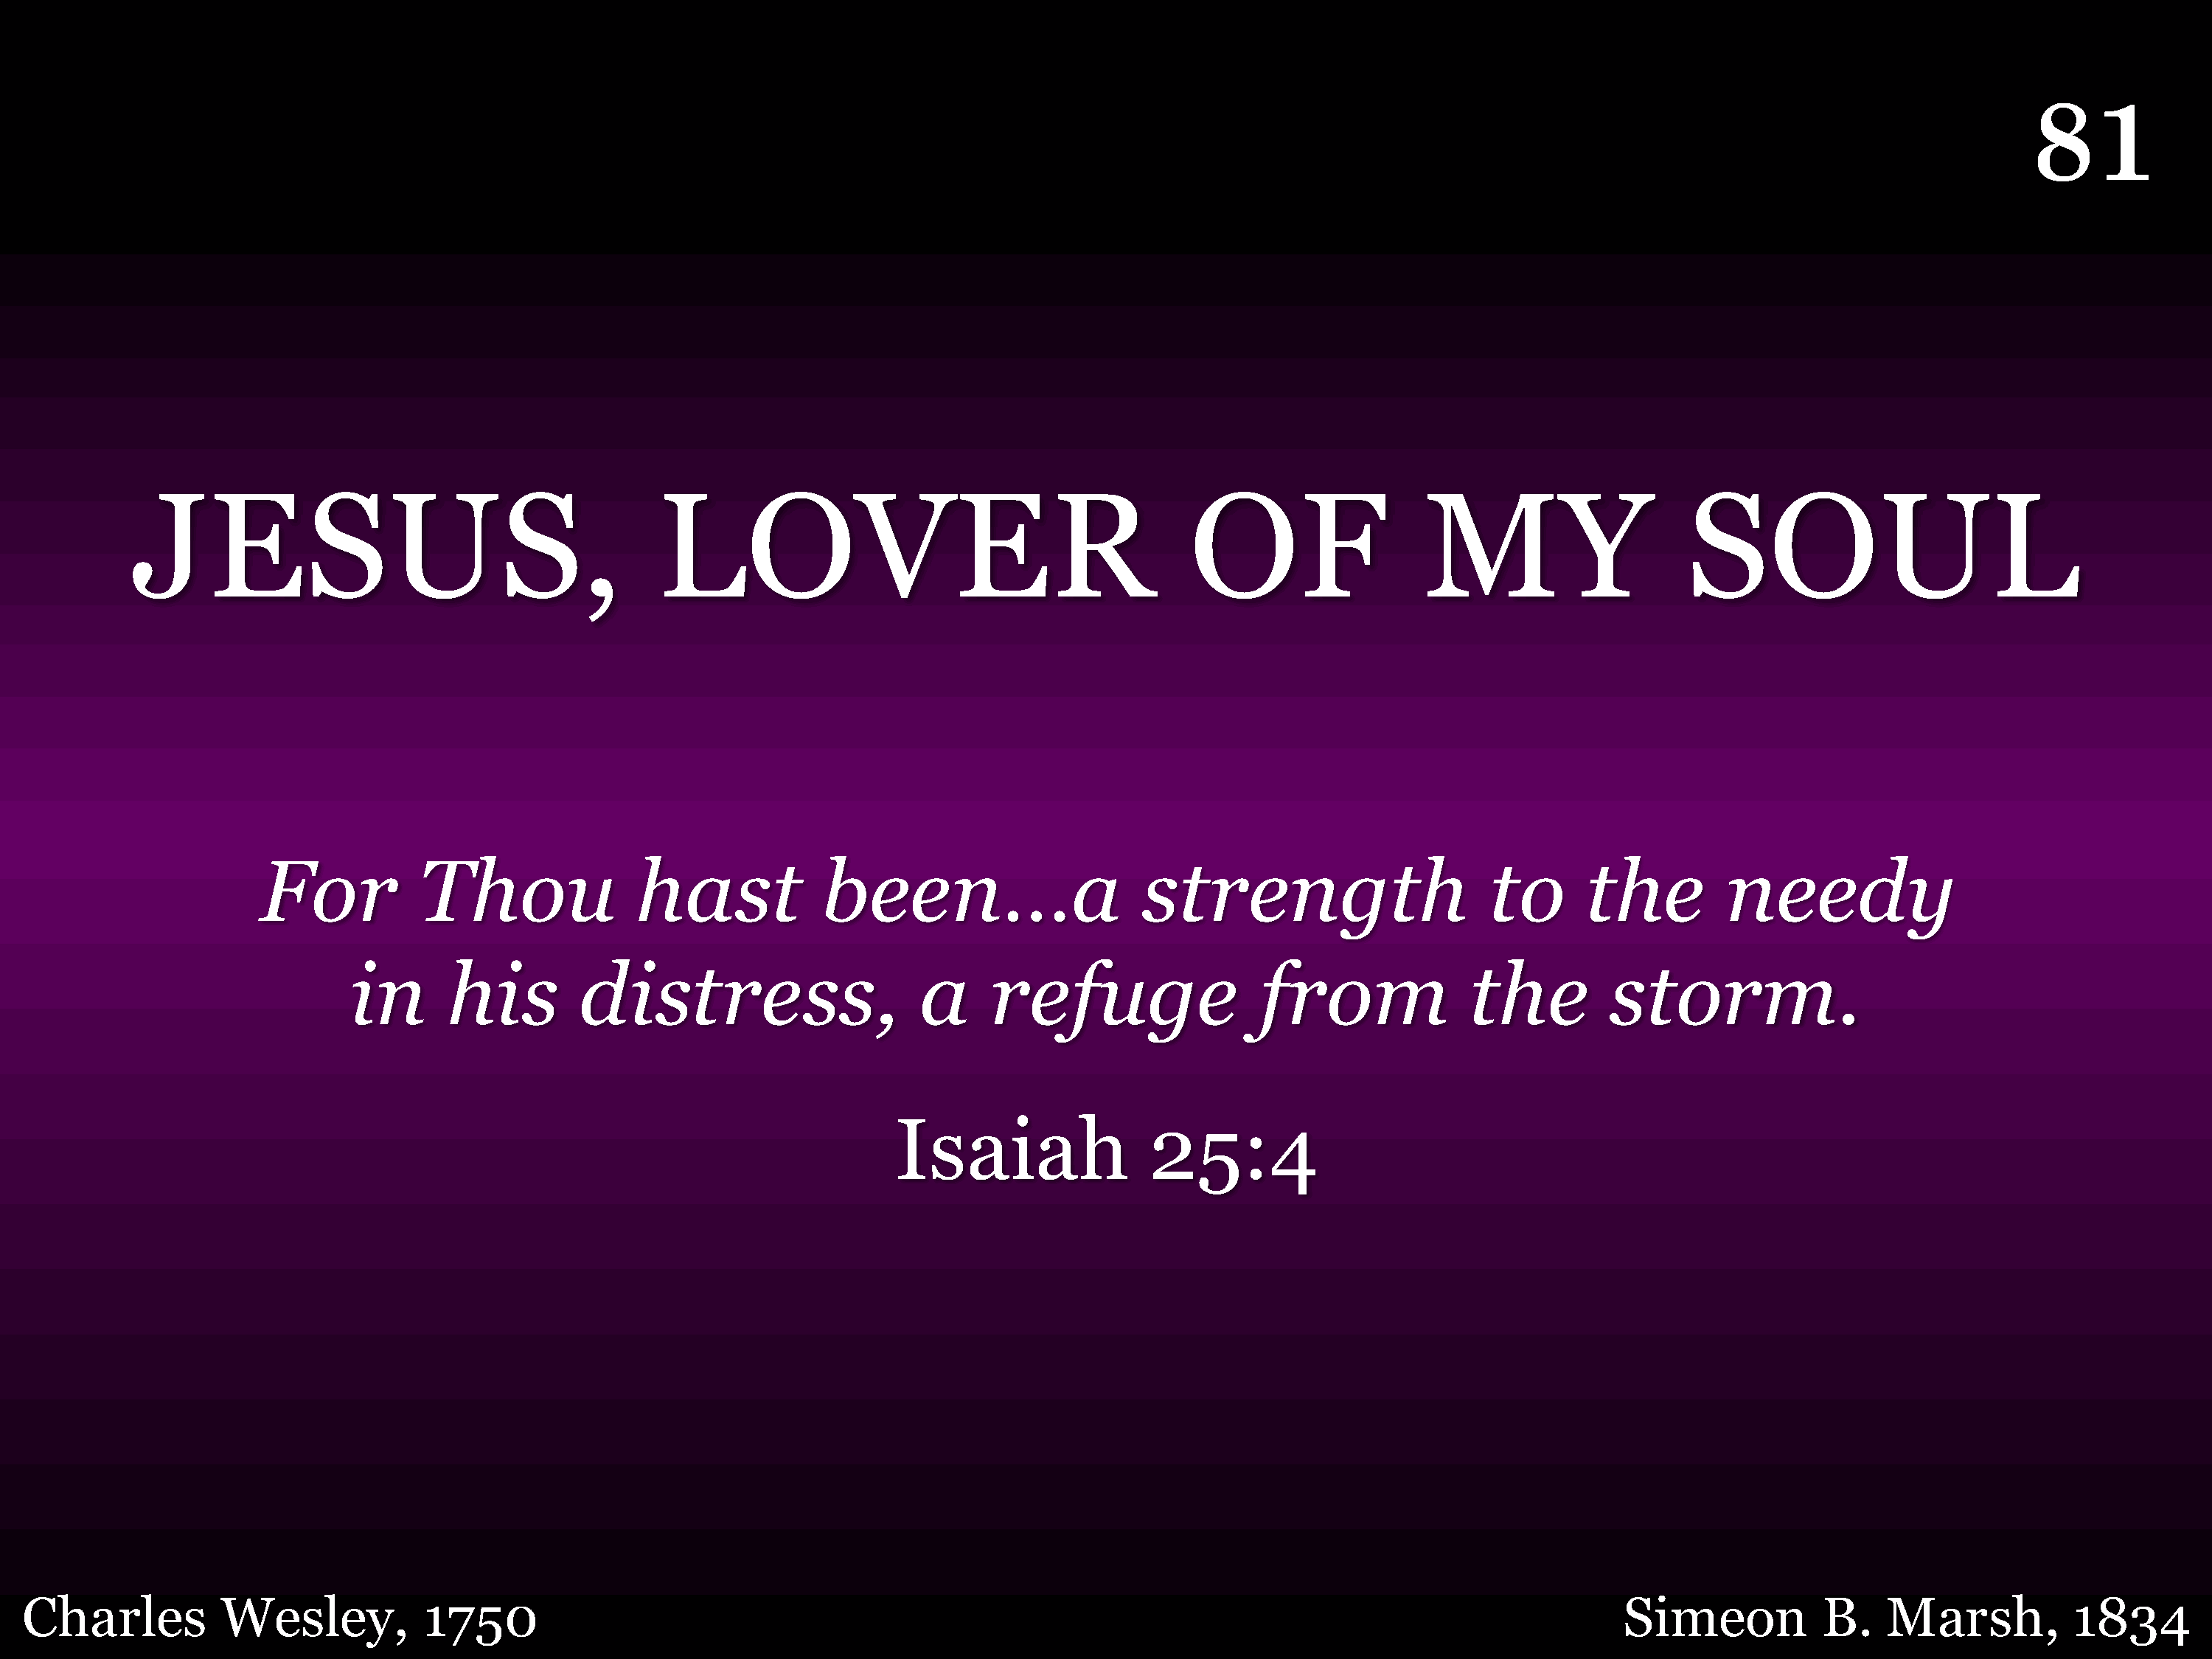 81
JESUS, LOVER OF MY SOUL
For Thou hast been...a strength to the needy
in his distress, a refuge from the storm.
Isaiah 25:4
Charles Wesley, 1750
Simeon B. Marsh, 1834